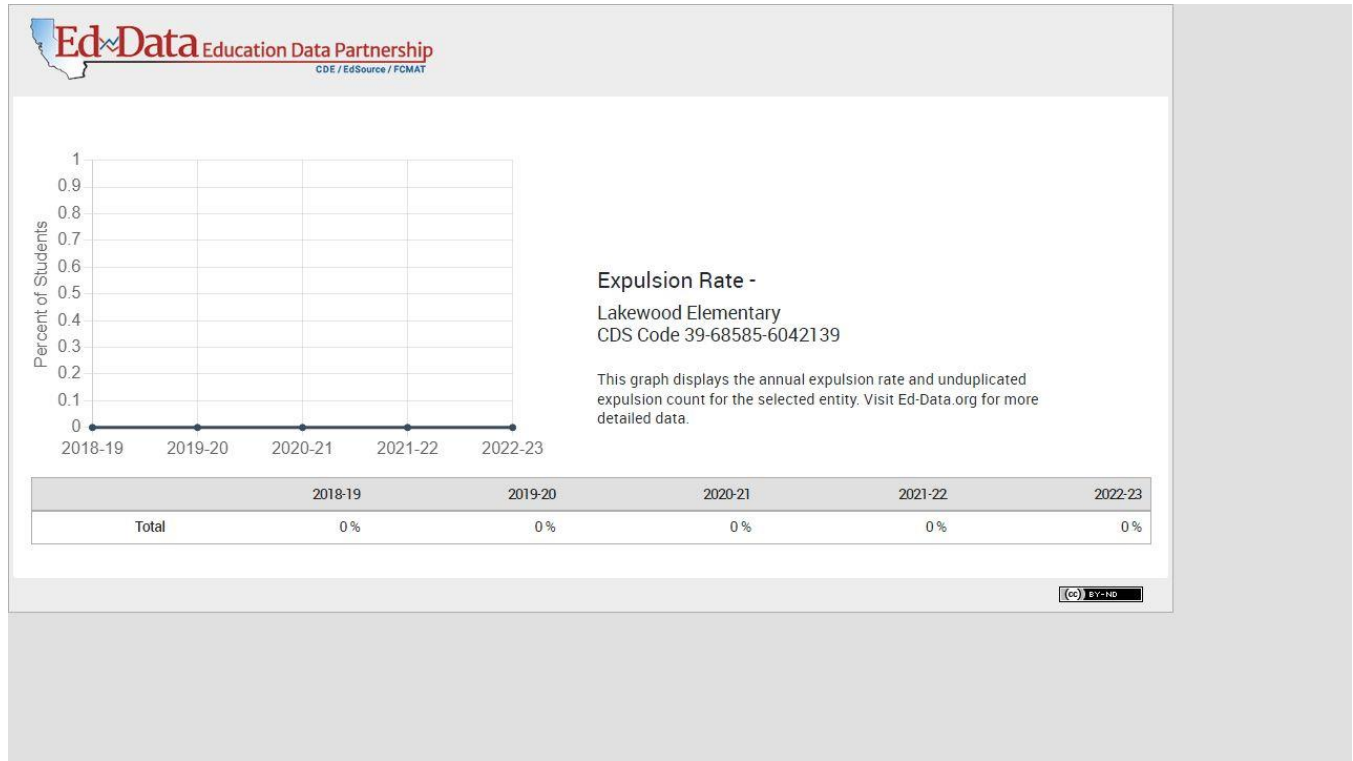 Ed Data Education Data Partnership
CDE / EdSource / FCMAT
1
0.9
0.8
0.7
0.6
0.5
0.4
0.3
0.2
0.1
0
Percent of Students
2018-19 2019-20 2020-21 2021-22 2022-23
Expulsion Rate -
Lakewood Elementary
CDS Code 39-68585-6042139
This graph displays the annual expulsion rate and unduplicated
expulsion count for the selected entity. Visit Ed-Data.org for more
detailed data.
2018-19 2019-20 2020-21 2021-22 2022-23
Total 0 % 0 % 0 % 0 % 0 %
(cc) BY-ND